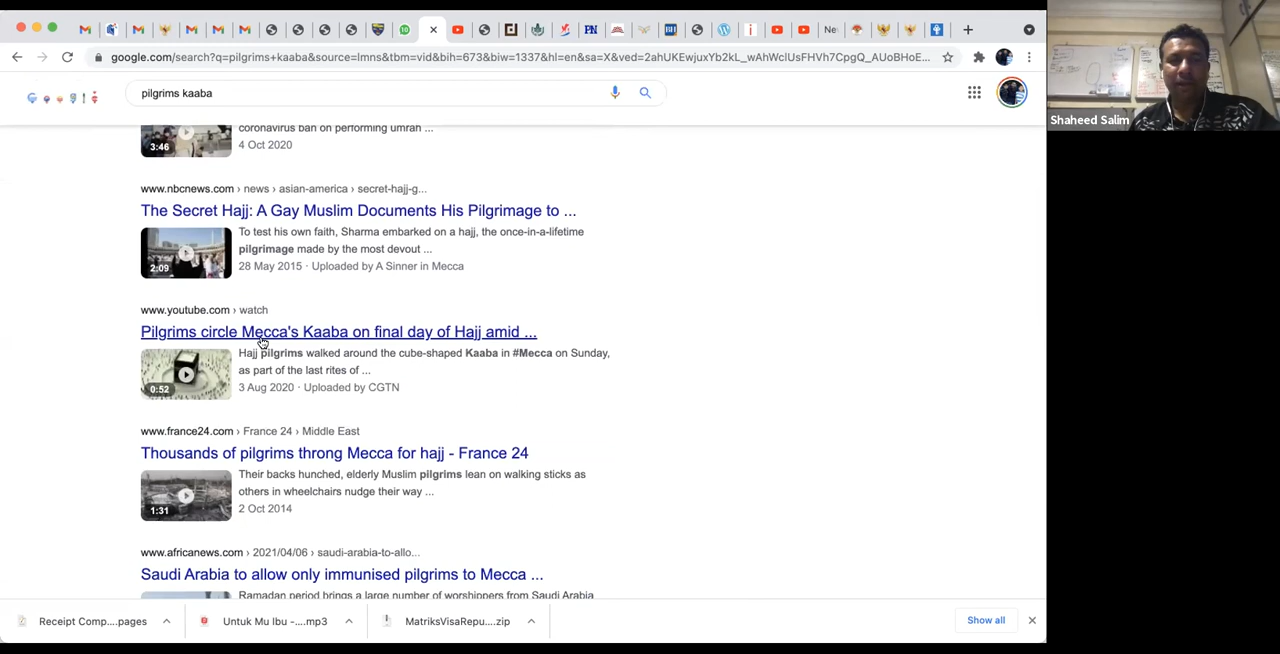 10
PN
BH
i
Ne
google.com/search?q=pilgrims+kaaba&source=lmns&tbm=vid&bih=673&biw=1337&hl=en&sa=X&ved=2ahUKEwjuxYb2kL_wAhWclUsFHVh7CpgQ_AUoBHoE...
pilgrims kaaba
Shaheed Salim
coronavirus ban on performing umrah ...
3:46
4 Oct 2020
www.nbcnews.com › news › asian-america › secret-hajj-g...
The Secret Hajj: A Gay Muslim Documents His Pilgrimage to ...
To test his own faith, Sharma embarked on a hajj, the once-in-a-lifetime
pilgrimage made by the most devout ...
2:09
28 May 2015 · Uploaded by A Sinner in Mecca
www.youtube.com › watch
Pilgrims circle Mecca's Kaaba on final day of Hajj amid ...
Hajj pilgrims walked around the cube-shaped Kaaba in #Mecca on Sunday,
as part of the last rites of ...
0:52
3 Aug 2020 · Uploaded by CGTN
www.france24.com › France 24 › Middle East
Thousands of pilgrims throng Mecca for hajj - France 24
Their backs hunched, elderly Muslim pilgrims lean on walking sticks as
others in wheelchairs nudge their way ...
1:31
2 Oct 2014
www.africanews.com › 2021/04/06 › saudi-arabia-to-allo...
Saudi Arabia to allow only immunised pilgrims to Mecca ...
Ramadan period brings a large number of worshippers from Saudi Arabia
Receipt Comp....pages
Untuk Mu Ibu -....mp3
MatriksVisaRepu....zip
Show all